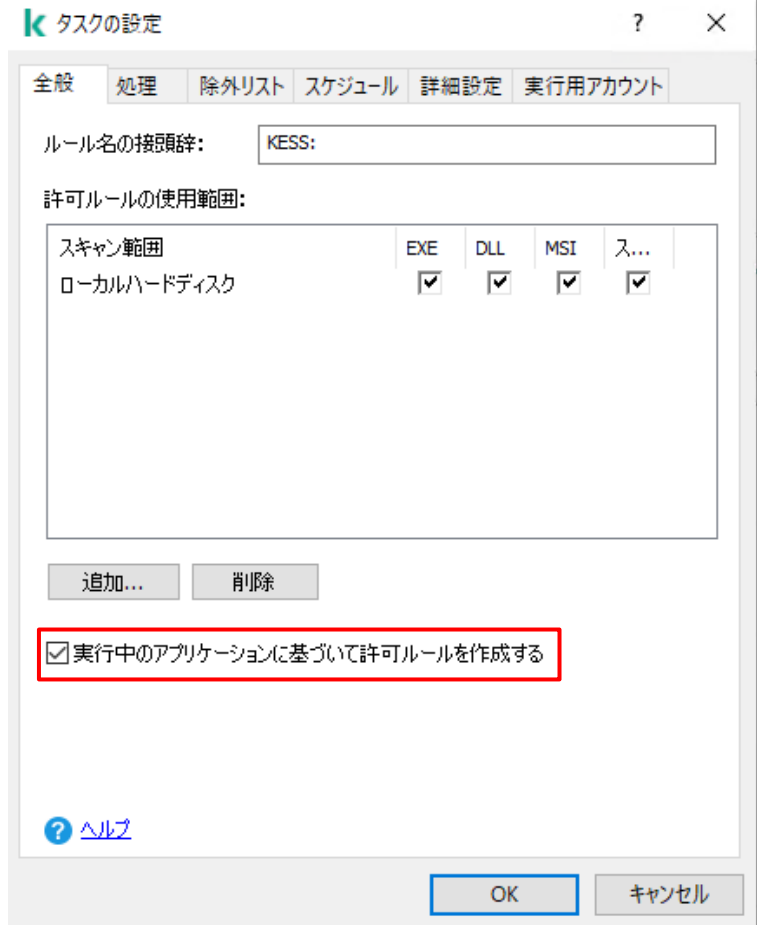 タスクの設定 ?
全般 処理 除外リスト スケジュール 詳細設定 実行用アカウント
ルール名の接頭辞: KESS:
許可ルールの使用範囲:
スキャン範囲 EXE DLL MSI ス...
ローカルハードディスク
追加... 削除
実行中のアプリケーションに基づいて許可ルールを作成する
? ヘルプ
OK キャンセル